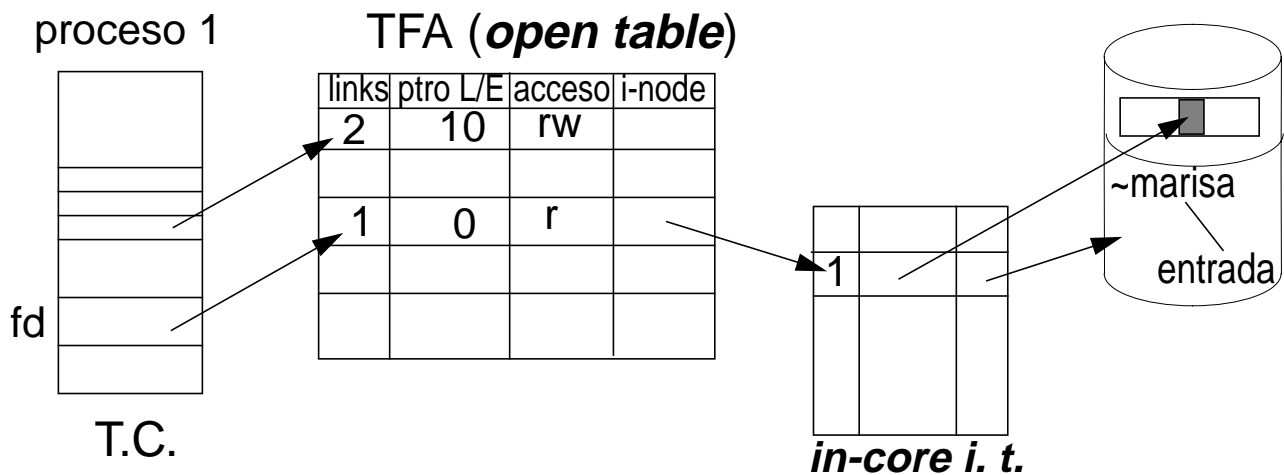 proceso 1
TFA (open table)
links ptro L/E acceso i-node
2 10 rw
1 0 r
1
~marisa
entrada
fd
T.C.
in-core i. t.